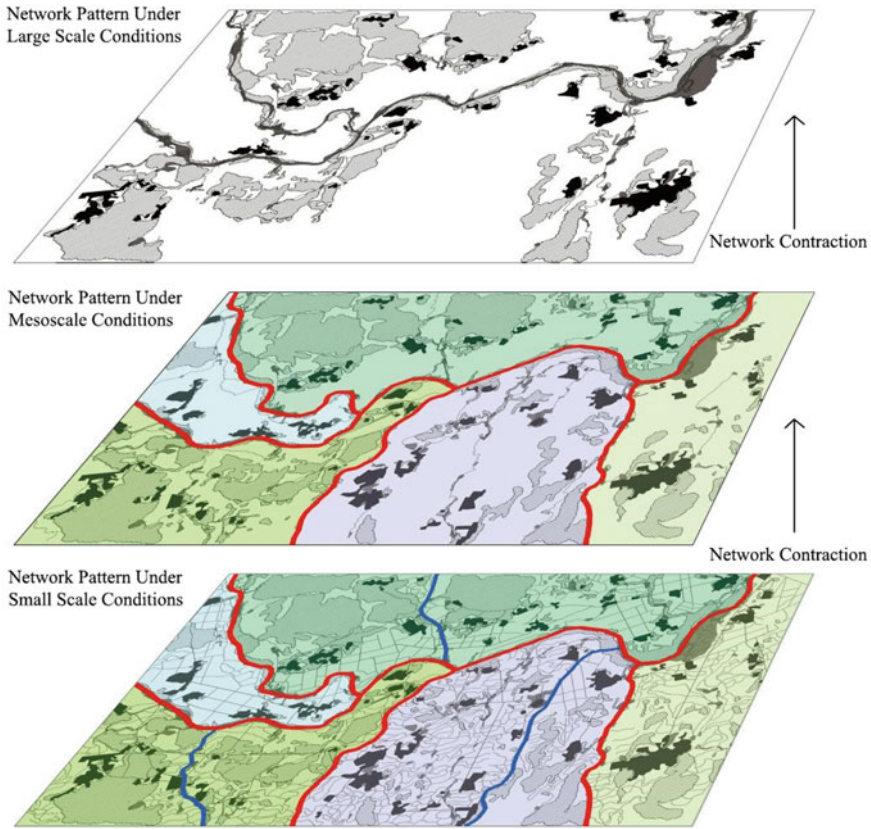 Network Pattern Under
Large Scale Conditions
Network Contraction
Network Pattern Under
Mesoscale Conditions
Network Contraction
Network Pattern Under
Small Scale Conditions